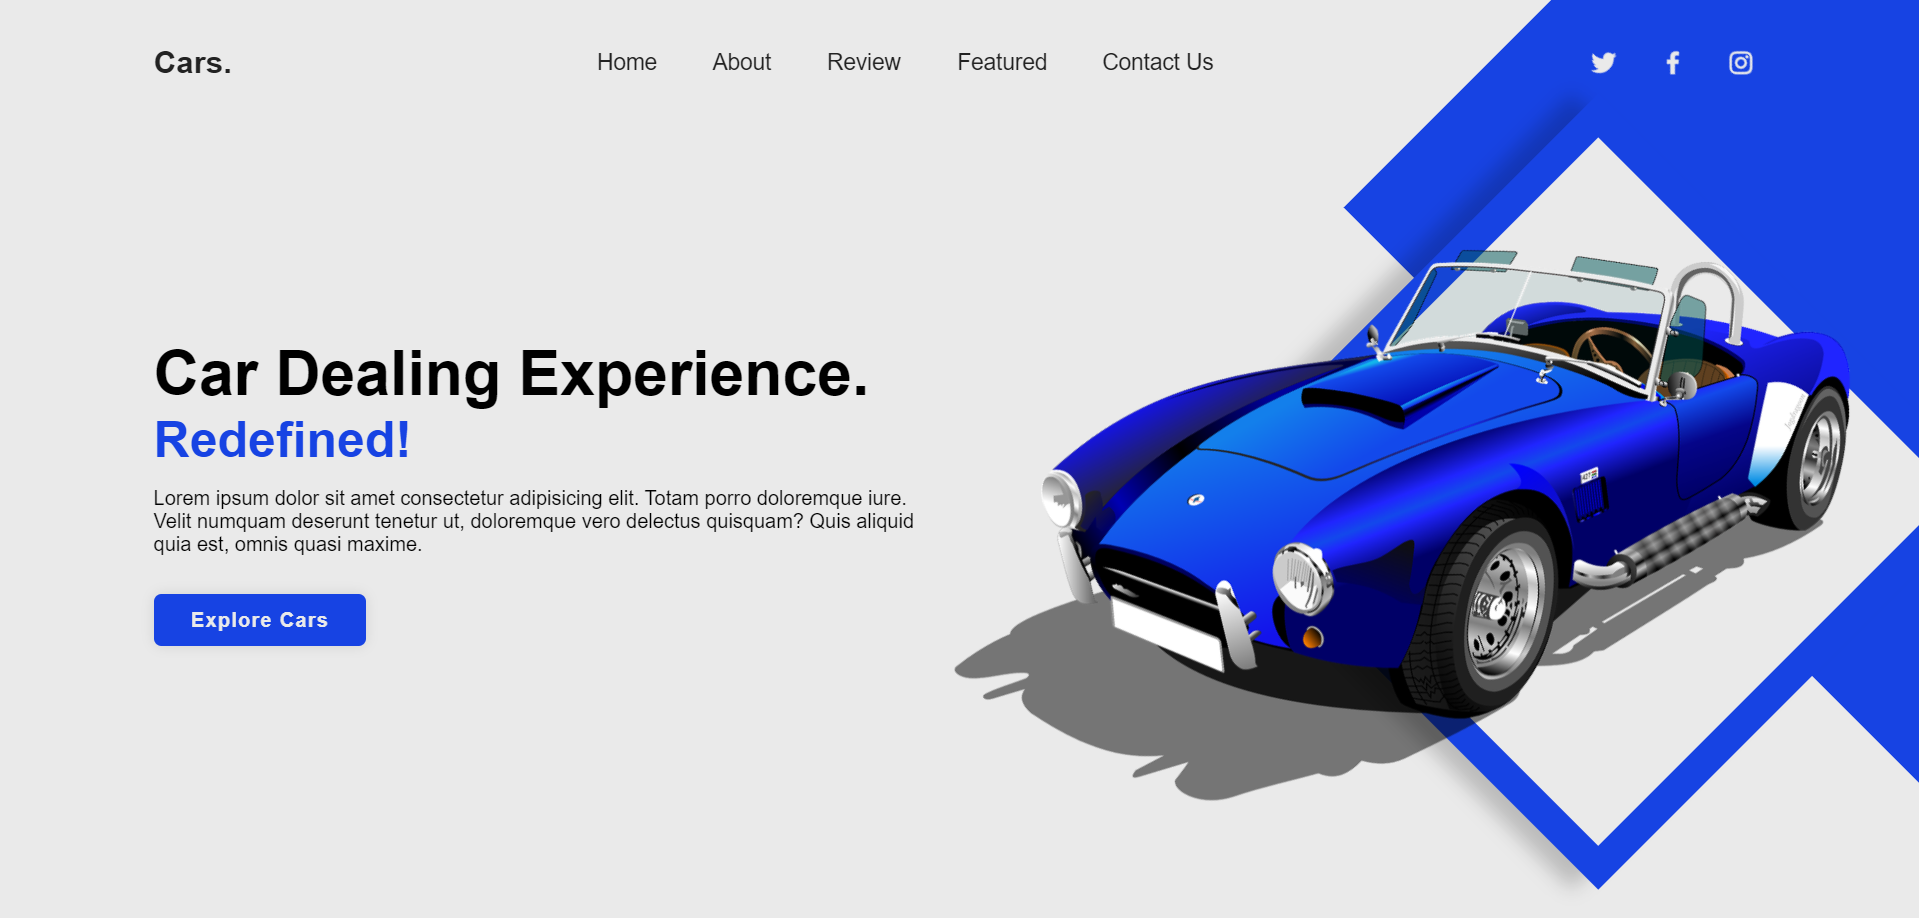 Cars.
Home
About
Review
Featured
Contact Us
Car Dealing Experience.
Redefined!
Lorem ipsum dolor sit amet consectetur adipisicing elit. Totam porro doloremque iure.
Velit numquam deserunt tenetur ut, doloremque vero delectus quisquam? Quis aliquid
quia est, omnis quasi maxime.
Explore Cars